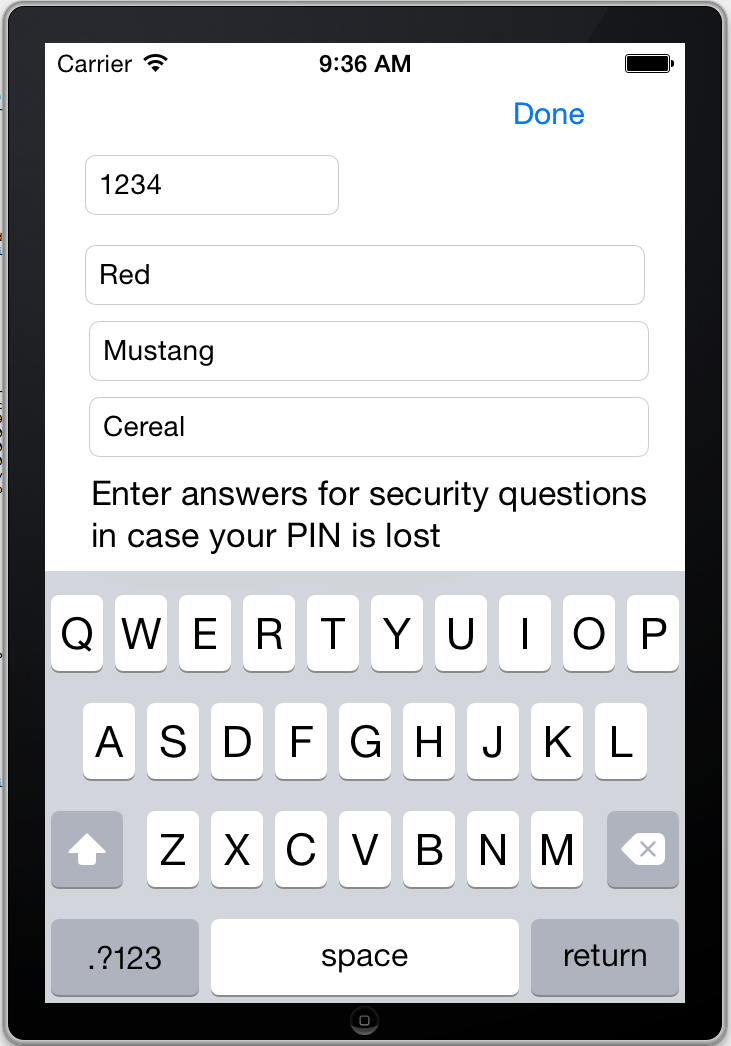 Carrier 9:36 AM
Done
1234
Red
Mustang
Cereal
Enter answers for security questions
in case your PIN is lost
Q W E R T Y U I O P
A S D F G H J K L
Z X C V B N M
.?123 space return